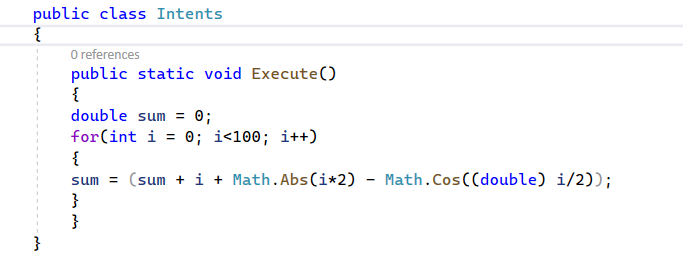 public class Intents
{
0 references
public static void Execute()
{
double sum = 0;
for(int i = 0; i<100; i++)
{
sum = (sum + i + Math.Abs(i*2) - Math.Cos((double) i/2));
}
}
}